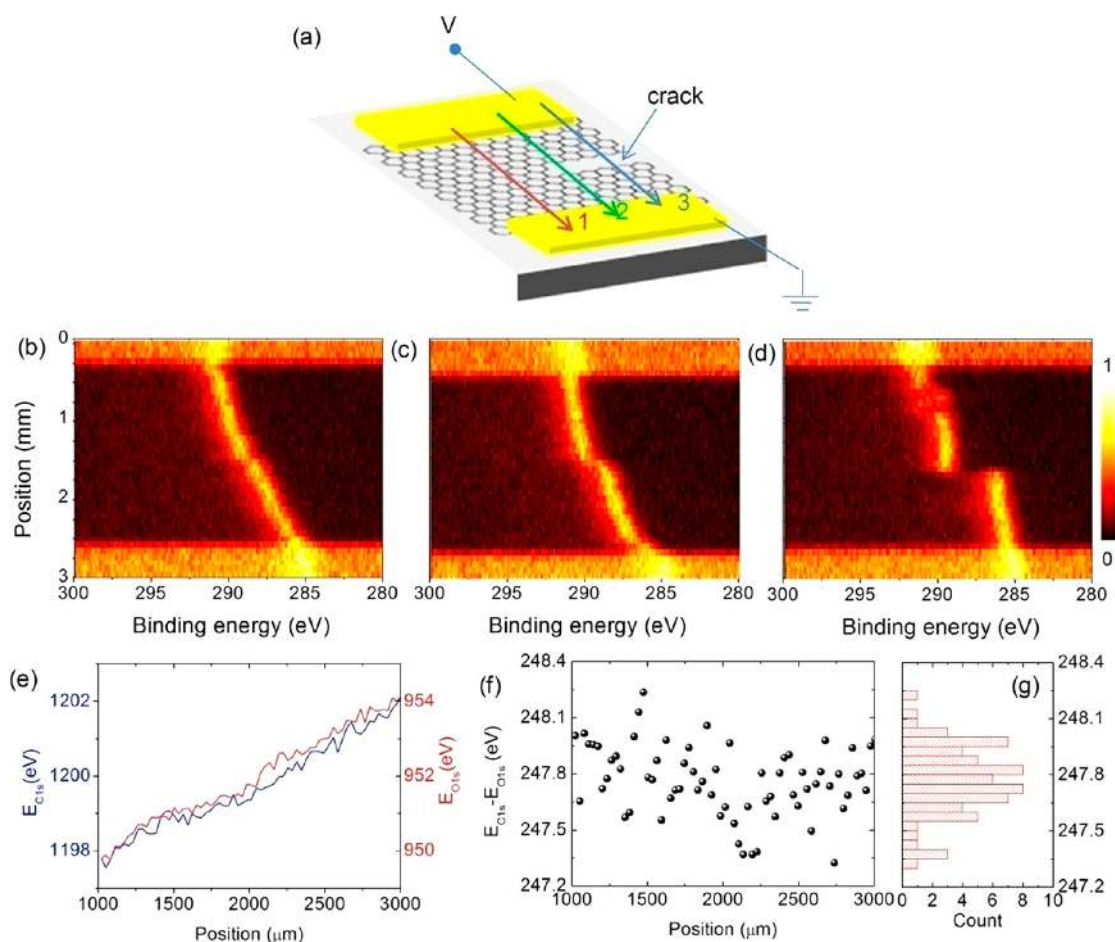 (a)
V
crack
1
2
3
(b)
(c)
(d)
Position (mm)
0
1
2
3
300 295 290 285 280
300 295 290 285 280
300 295 290 285 280
Binding energy (eV)
Binding energy (eV)
Binding energy (eV)
1
0
(e)
E_C1s(eV)
1202
1200
1198
954
952
950
E_O1s(eV)
1000 1500 2000 2500 3000
Position (μm)
(f)
E_C1s-E_O1s (eV)
248.4
248.1
247.8
247.5
247.2
1000 1500 2000 2500 3000
Position (μm)
(g)
248.4
248.1
247.8
247.5
247.2
0 2 4 6 8 10
Count